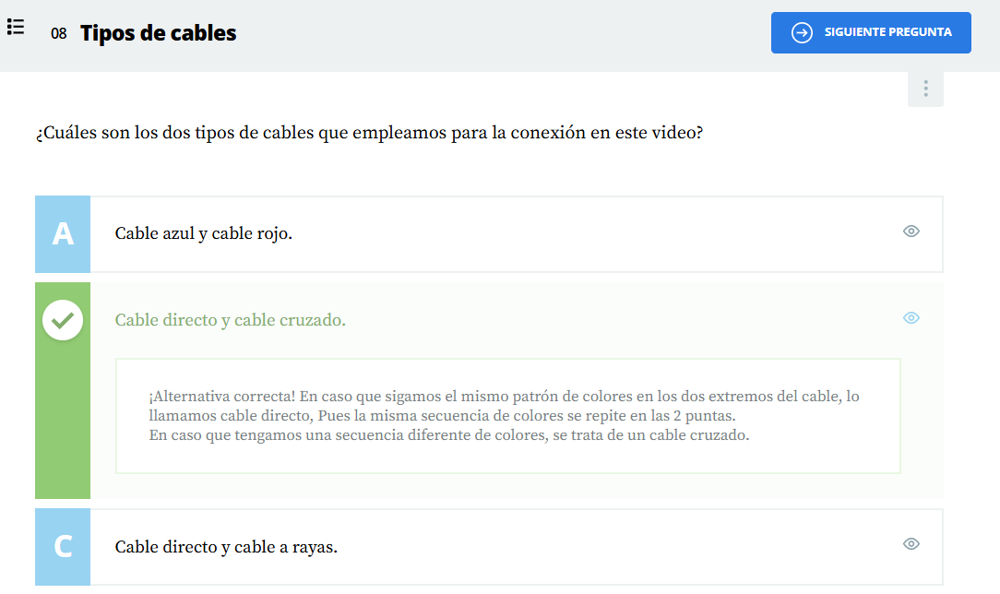 08 Tipos de cables
SIGUIENTE PREGUNTA
¿Cuáles son los dos tipos de cables que empleamos para la conexión en este video?
A
Cable azul y cable rojo.
Cable directo y cable cruzado.
¡Alternativa correcta! En caso que sigamos el mismo patrón de colores en los dos extremos del cable, lo
llamamos cable directo, Pues la misma secuencia de colores se repite en las 2 puntas.
En caso que tengamos una secuencia diferente de colores, se trata de un cable cruzado.
C
Cable directo y cable a rayas.